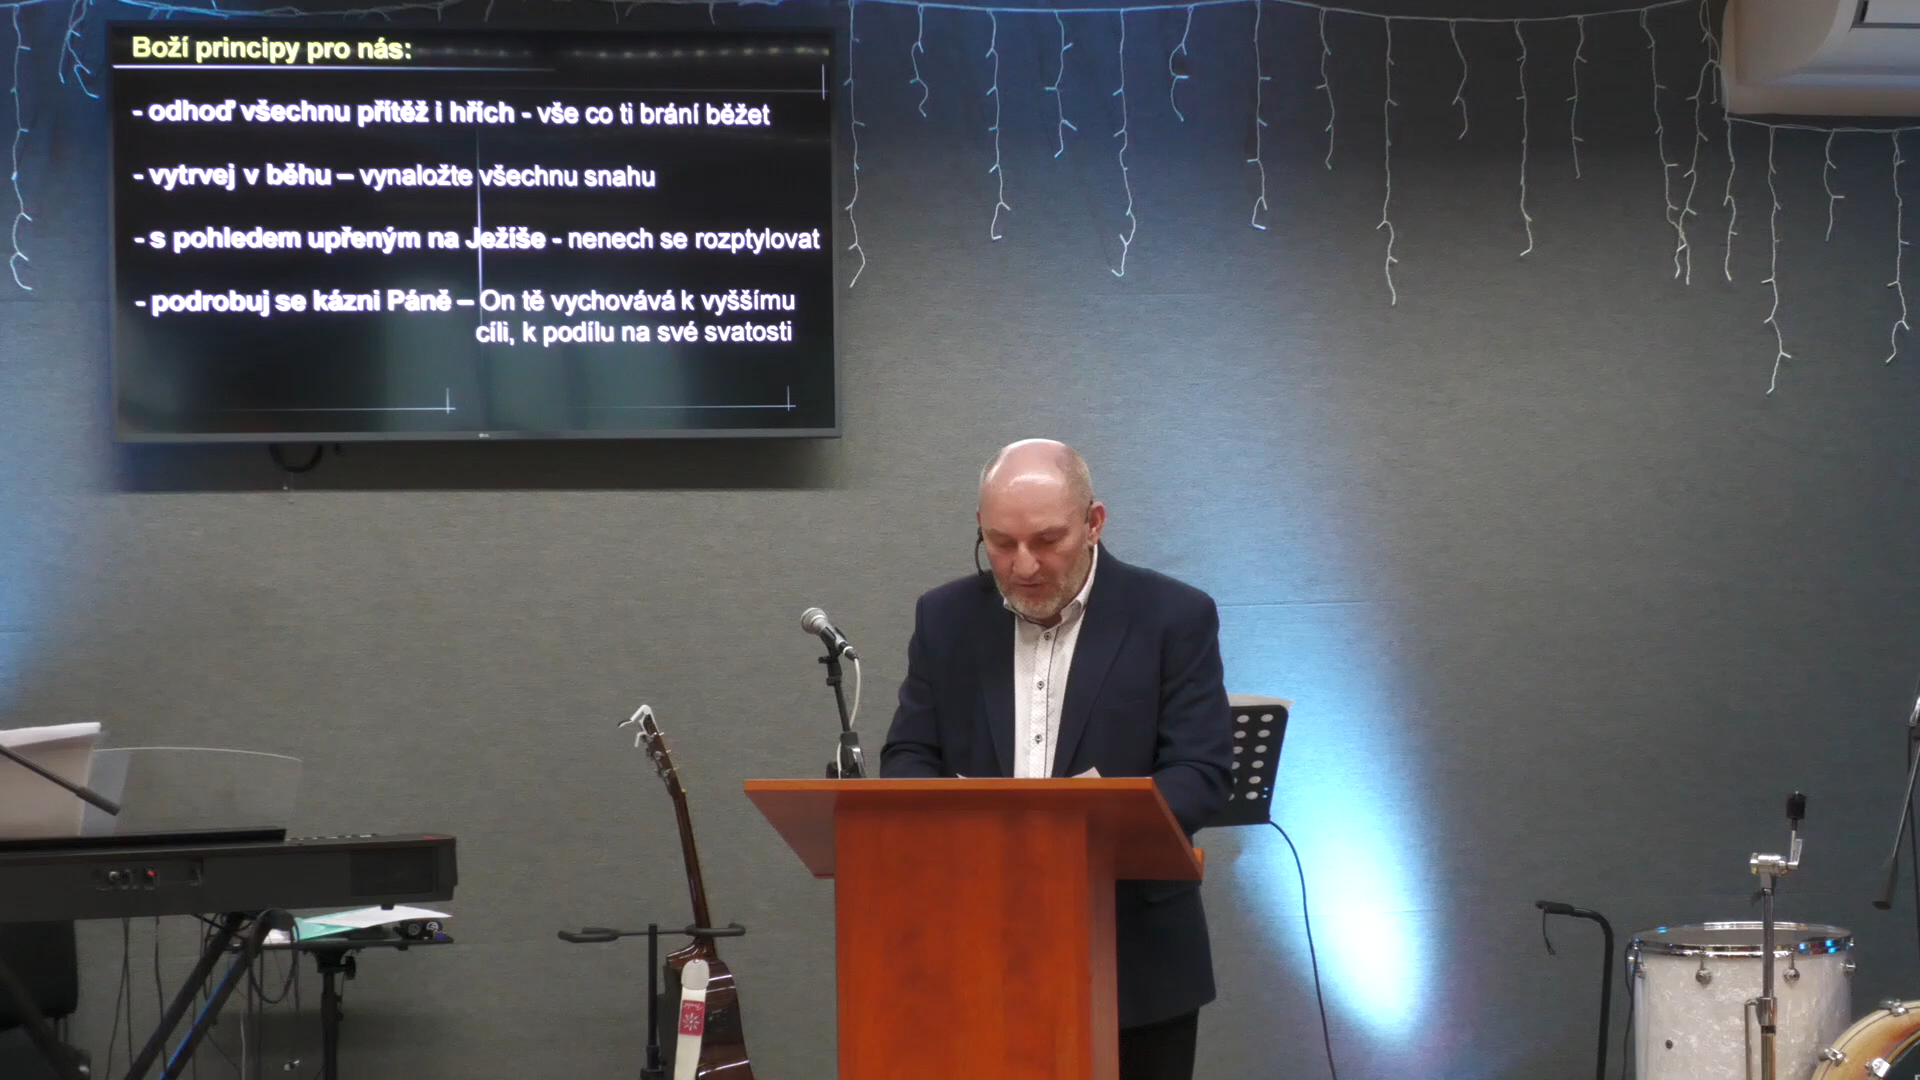 Boží principy pro nás:
- odhoď všechnu přítěž i hřích - vše co ti brání běžet
- vytrvej v běhu – vynaložte všechnu snahu
- s pohledem upřeným na Ježíše - nenech se rozptylovat
- podrobuj se kázni Páně – On tě vychovává k vyššímu
cíli, k podílu na své svatosti